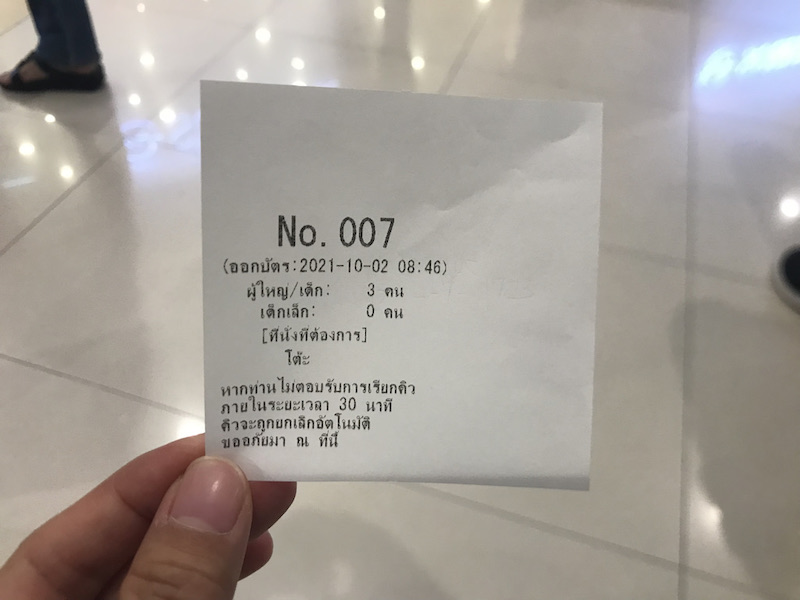 No. 007
(ออกบัตร:2021-10-02 08:46)
ผู้ใหญ่/เด็ก: 3 คน
เด็กเล็ก: 0 คน
[ที่นั่งที่ต้องการ]
โต๊ะ
หากท่านไม่ตอบรับการเรียกคิว
ภายในระยะเวลา 30 นาที
คิวจะถูกยกเลิกอัตโนมัติ
ขออภัยมา ณ ที่นี้